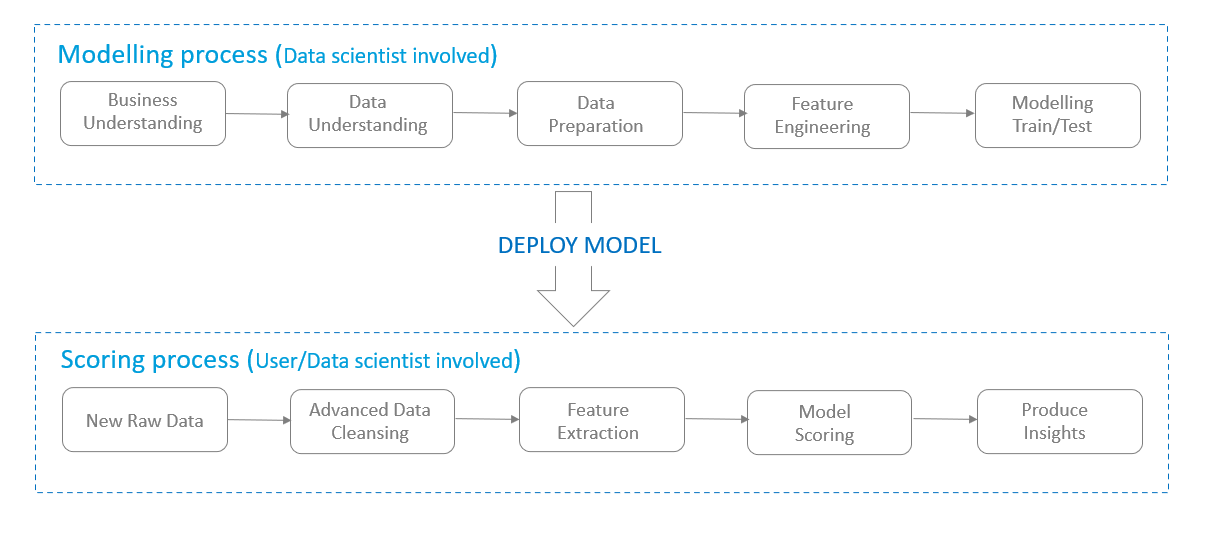 Modelling process (Data scientist involved)
Business
Understanding
Data
Understanding
Data
Preparation
Feature
Engineering
Modelling
Train/Test
DEPLOY MODEL
Scoring process (User/Data scientist involved)
New Raw Data
Advanced Data
Cleansing
Feature
Extraction
Model
Scoring
Produce
Insights